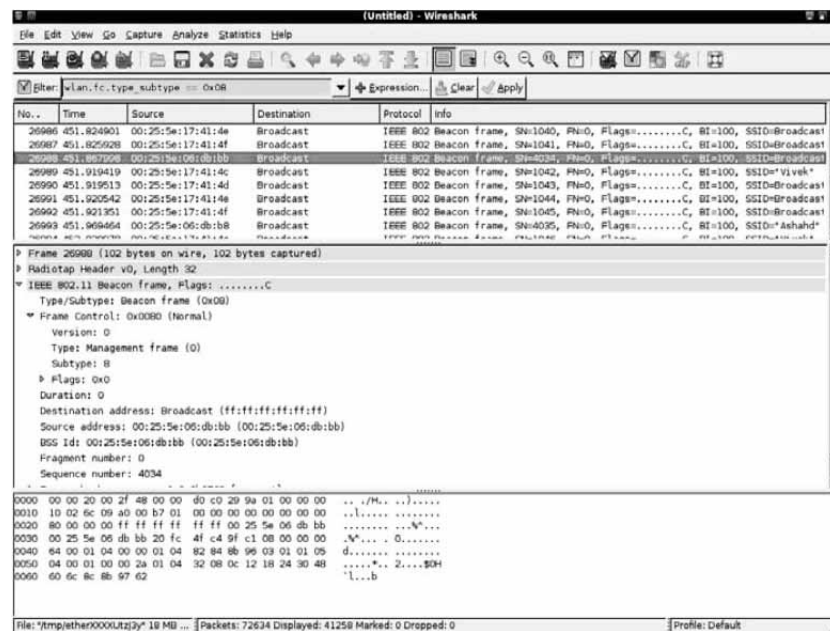 (Untitled) - Wireshark
File Edit View Go Capture Analyze Statistics Help
Filter: wlan.fc.type_subtype == 0x08 Expression... Clear Apply
No.. Time Source Destination Protocol Info
26986 451.824901 00:25:5e:17:41:4e Broadcast IEEE 802 Beacon frame, SN=1040, FN=0, Flags=........C, BI=100, SSID=Broadcast
26987 451.825928 00:25:5e:17:41:4f Broadcast IEEE 802 Beacon frame, SN=1041, FN=0, Flags=........C, BI=100, SSID=Broadcast
26988 451.867998 00:25:5e:06:db:bb Broadcast IEEE 802 Beacon frame, SN=4034, FN=0, Flags=........C, BI=100, SSID=Broadcast
26989 451.919419 00:25:5e:17:41:4c Broadcast IEEE 802 Beacon frame, SN=1042, FN=0, Flags=........C, BI=100, SSID="Vivek"
26990 451.919513 00:25:5e:17:41:4d Broadcast IEEE 802 Beacon frame, SN=1043, FN=0, Flags=........C, BI=100, SSID=Broadcast
26991 451.920542 00:25:5e:17:41:4e Broadcast IEEE 802 Beacon frame, SN=1044, FN=0, Flags=........C, BI=100, SSID=Broadcast
26992 451.921351 00:25:5e:17:41:4f Broadcast IEEE 802 Beacon frame, SN=1045, FN=0, Flags=........C, BI=100, SSID=Broadcast
26993 451.969464 00:25:5e:06:db:b8 Broadcast IEEE 802 Beacon frame, SN=4035, FN=0, Flags=........C, BI=100, SSID="Ashahd"
Frame 26988 (102 bytes on wire, 102 bytes captured)
Radiotap Header v0, Length 32
IEEE 802.11 Beacon frame, Flags: ........C
Type/Subtype: Beacon frame (0x08)
Frame Control: 0x0080 (Normal)
Version: 0
Type: Management frame (0)
Subtype: 8
Flags: 0x0
Duration: 0
Destination address: Broadcast (ff:ff:ff:ff:ff:ff)
Source address: 00:25:5e:06:db:bb (00:25:5e:06:db:bb)
BSS Id: 00:25:5e:06:db:bb (00:25:5e:06:db:bb)
Fragment number: 0
Sequence number: 4034
0000 00 00 20 00 2f 48 00 00 d0 c0 29 9a 01 00 00 00 .. ./H.. ..).....
0010 10 02 6c 09 a0 00 b7 01 00 00 00 00 00 00 00 00 ..l..... ........
0020 80 00 00 00 ff ff ff ff ff ff 00 25 5e 06 db bb ........ ...%^...
0030 00 25 5e 06 db bb 20 fc 4f c4 9f c1 08 00 00 00 .%^... . O.......
0040 64 00 01 04 00 00 01 04 82 84 8b 96 03 01 01 05 d....... ........
0050 04 00 01 00 00 2a 01 04 32 08 0c 12 18 24 30 48 .....*.. 2....$0H
0060 60 6c 8c 8b 97 62 `l...b
File: "/tmp/etherXXXXUtzj3y" 18 MB ... Packets: 72634 Displayed: 41258 Marked: 0 Dropped: 0 Profile: Default